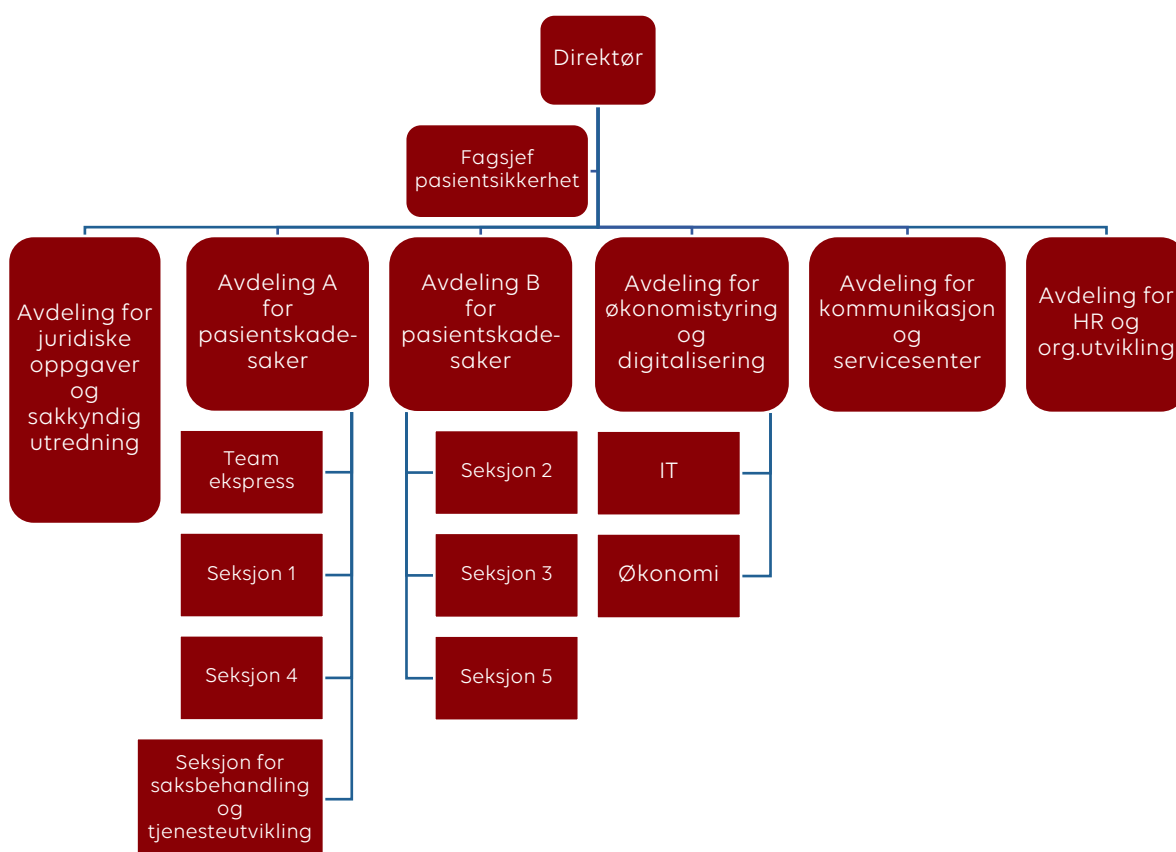 Direktør
Fagsjef
pasientsikkerhet
Avdeling for
juridiske
oppgaver
og
sakkyndig
utredning
Avdeling A
for
pasientskade-
saker
Avdeling B
for
pasientskade-
saker
Avdeling for
økonomistyring
og
digitalisering
Avdeling for
kommunikasjon
og
servicesenter
Avdeling for
HR og
org.utvikling
Team
ekspress
Seksjon 1
Seksjon 4
Seksjon for
saksbehandling
og
tjenesteutvikling
Seksjon 2
Seksjon 3
Seksjon 5
IT
Økonomi